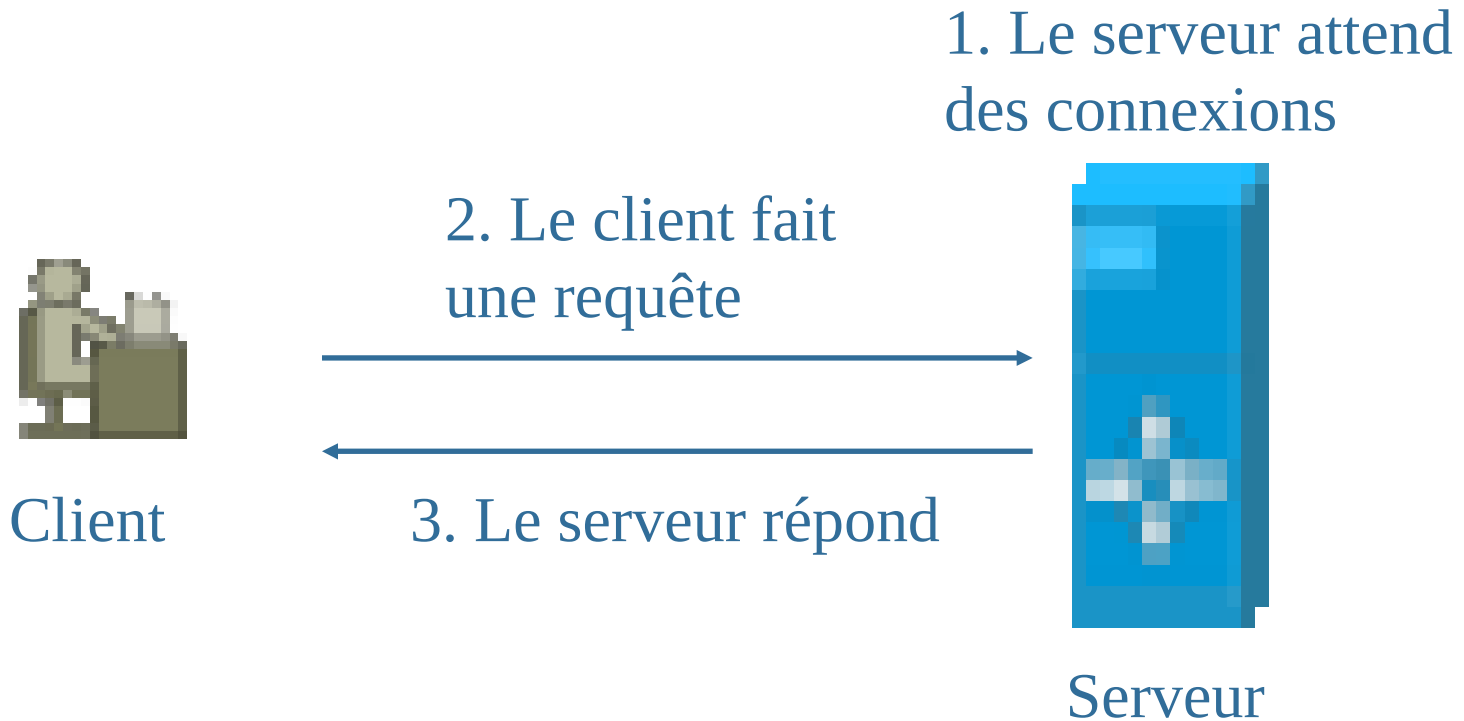 1. Le serveur attend
des connexions
2. Le client fait
une requête
3. Le serveur répond
Client
Serveur